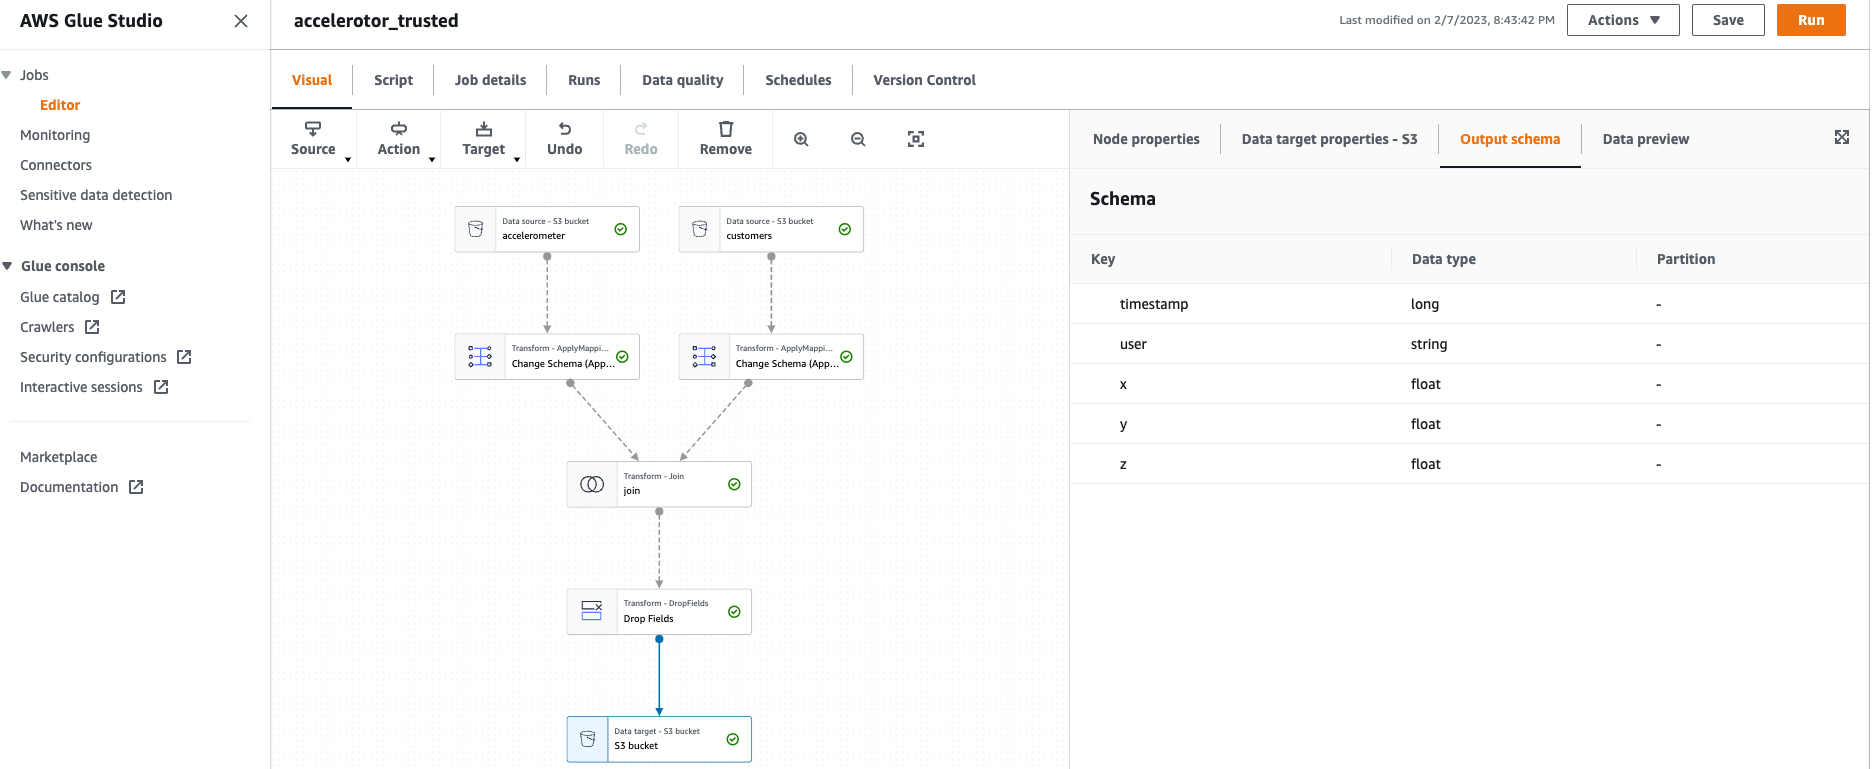 AWS Glue Studio
accelerotor_trusted
Last modified on 2/7/2023, 8:43:42 PM
Actions
Save
Run
Jobs
Editor
Monitoring
Connectors
Sensitive data detection
What's new
Glue console
Glue catalog
Crawlers
Security configurations
Interactive sessions
Marketplace
Documentation
Visual
Script
Job details
Runs
Data quality
Schedules
Version Control
Source
Action
Target
Undo
Redo
Remove
Data source - S3 bucket
accelerometer
Data source - S3 bucket
customers
Transform - ApplyMappi...
Change Schema (App...
Transform - ApplyMappi...
Change Schema (App...
Transform - Join
join
Transform - DropFields
Drop Fields
Data target - S3 bucket
S3 bucket
Node properties
Data target properties - S3
Output schema
Data preview
Schema
Key Data type Partition
timestamp long -
user string -
x float -
y float -
z float -